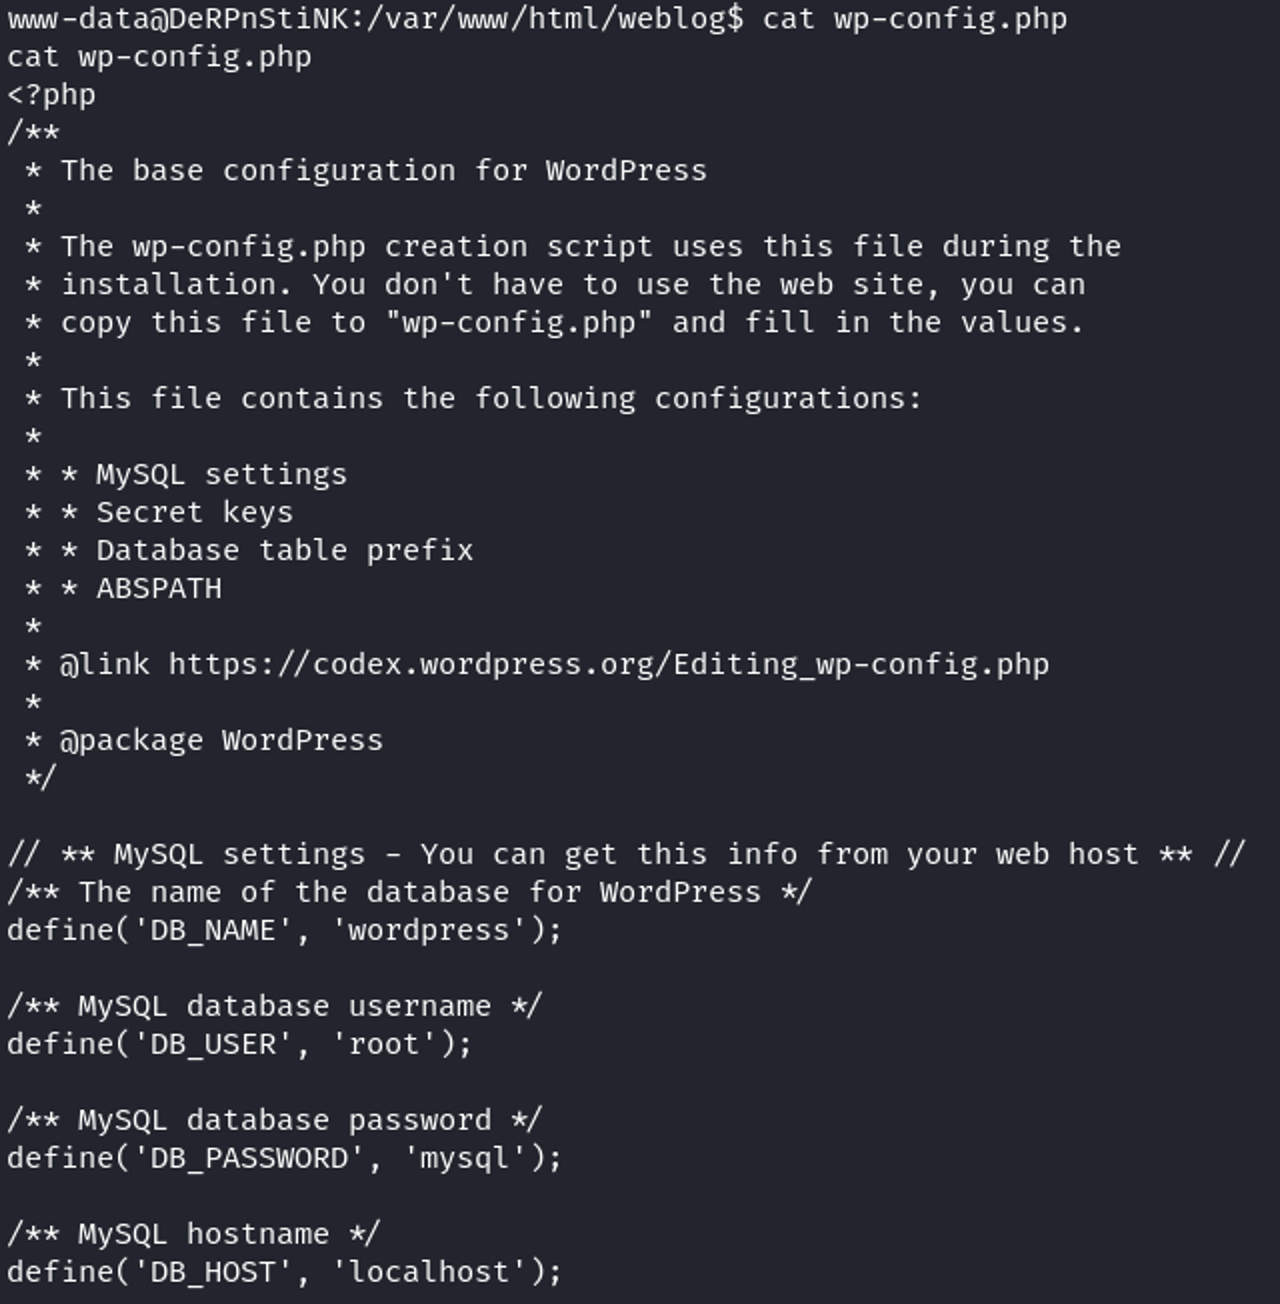 www-data@DeRPnStiNK:/var/www/html/weblog$ cat wp-config.php
cat wp-config.php
<?php
/**
 * The base configuration for WordPress
 *
 * The wp-config.php creation script uses this file during the
 * installation. You don't have to use the web site, you can
 * copy this file to "wp-config.php" and fill in the values.
 *
 * This file contains the following configurations:
 *
 * * MySQL settings
 * * Secret keys
 * * Database table prefix
 * * ABSPATH
 *
 * @link https://codex.wordpress.org/Editing_wp-config.php
 *
 * @package WordPress
 */

// ** MySQL settings - You can get this info from your web host ** //
/** The name of the database for WordPress */
define('DB_NAME', 'wordpress');

/** MySQL database username */
define('DB_USER', 'root');

/** MySQL database password */
define('DB_PASSWORD', 'mysql');

/** MySQL hostname */
define('DB_HOST', 'localhost');